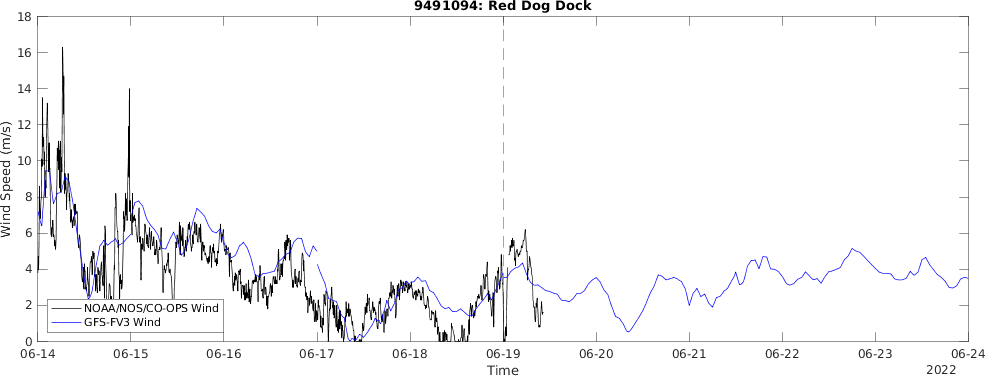 9491094: Red Dog Dock
18
16
14
12
10
8
6
4
2
0
Wind Speed (m/s)
NOAA/NOS/CO-OPS Wind
GFS-FV3 Wind
06-14 06-15 06-16 06-17 06-18 06-19 06-20 06-21 06-22 06-23 06-24
Time
2022